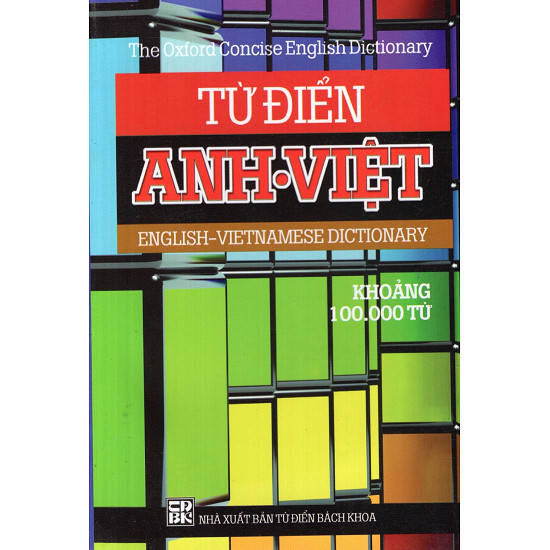 The Oxford Concise English Dictionary
TỪ ĐIỂN
ANH·VIỆT
ENGLISH-VIETNAMESE DICTIONARY
KHOẢNG
100.000 TỪ
NHÀ XUẤT BẢN TỪ ĐIỂN BÁCH KHOA